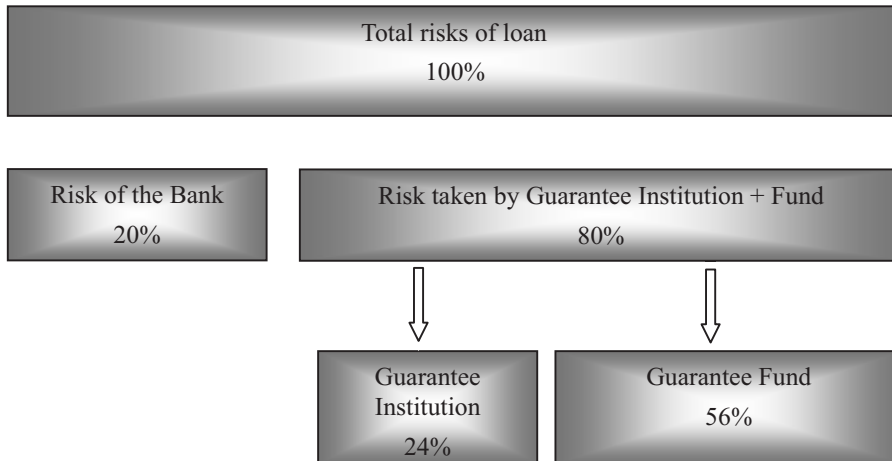 Total risks of loan
100%
Risk of the Bank
20%
Risk taken by Guarantee Institution + Fund
80%
Guarantee
Institution
24%
Guarantee Fund
56%